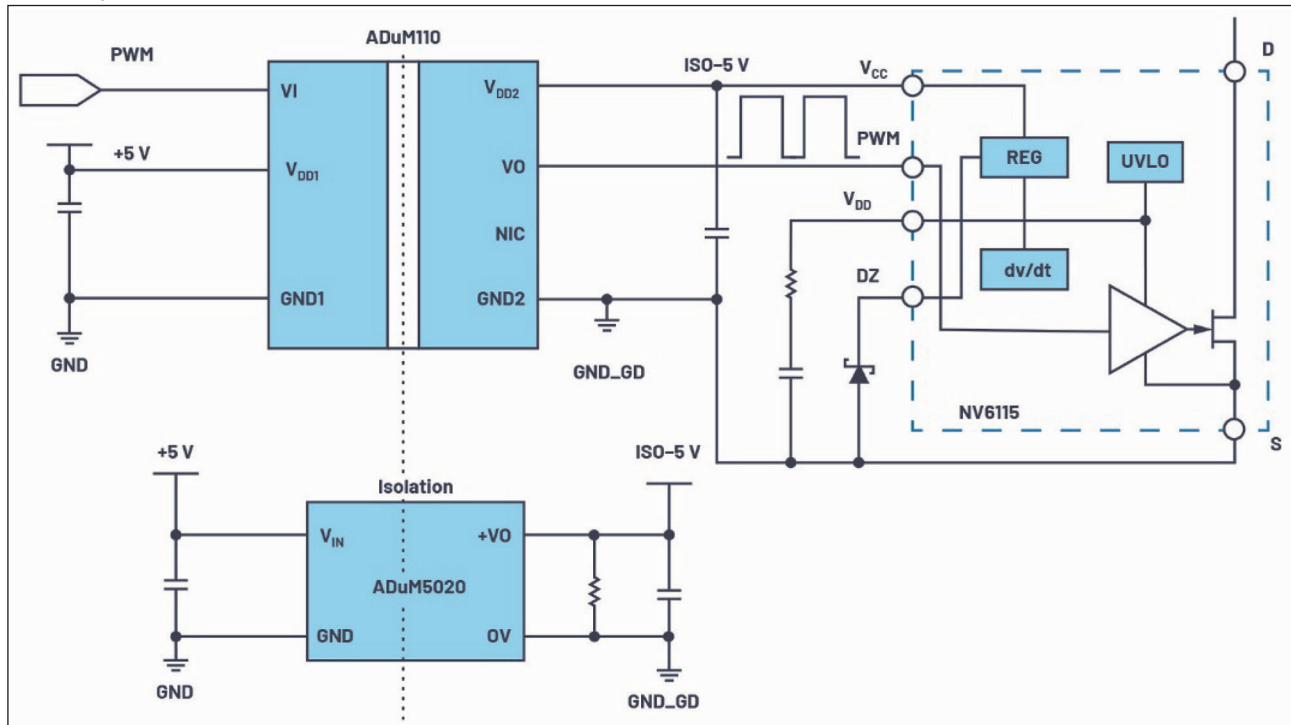 ADuM110
PWM
VI
+5 V
VDD1
GND1
GND
VDD2
VO
NIC
GND2
ISO-5 V
PWM
GND_GD
VCC
VDD
DZ
REG
UVLO
dv/dt
NV6115
D
S
+5 V
Isolation
ISO-5 V
VIN
+VO
ADuM5020
GND
0V
GND
GND_GD